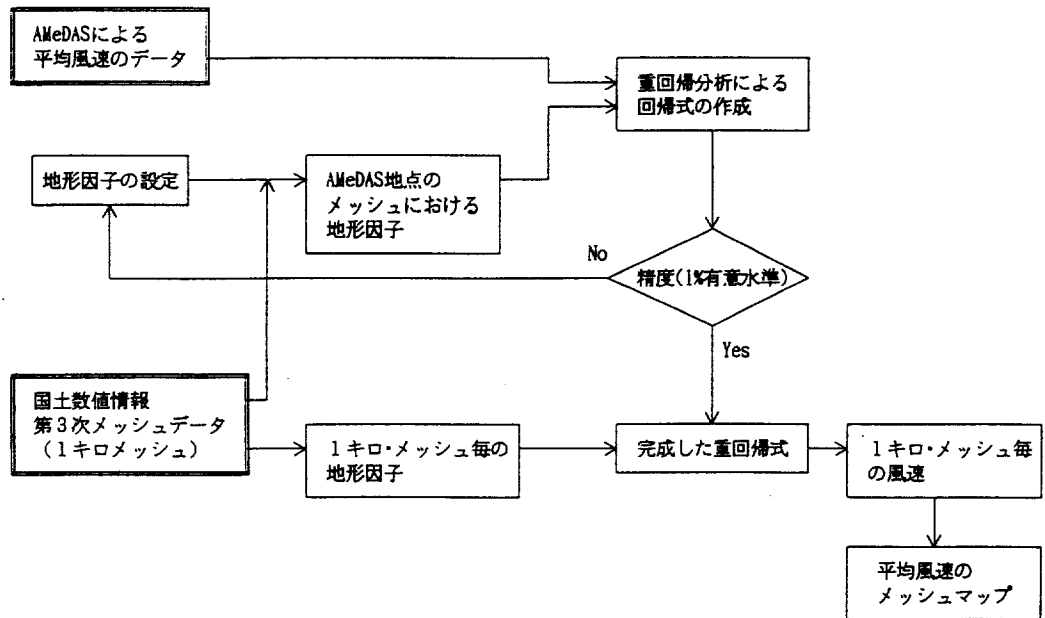 AMeDASによる
平均風速のデータ
重回帰分析による
回帰式の作成
地形因子の設定
AMeDAS地点の
メッシュにおける
地形因子
No
精度(1%有意水準)
Yes
国土数値情報
第3次メッシュデータ
(1キロメッシュ)
1キロ・メッシュ毎の
地形因子
完成した重回帰式
1キロ・メッシュ毎
の風速
平均風速の
メッシュマップ